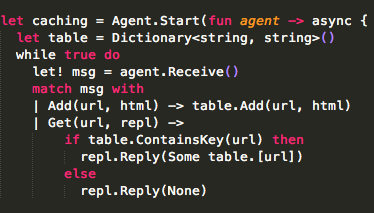 let caching = Agent.Start(fun agent -> async {
  let table = Dictionary<string, string>()
  while true do
    let! msg = agent.Receive()
    match msg with
    | Add(url, html) -> table.Add(url, html)
    | Get(url, repl) ->
        if table.ContainsKey(url) then
          repl.Reply(Some table.[url])
        else
          repl.Reply(None)